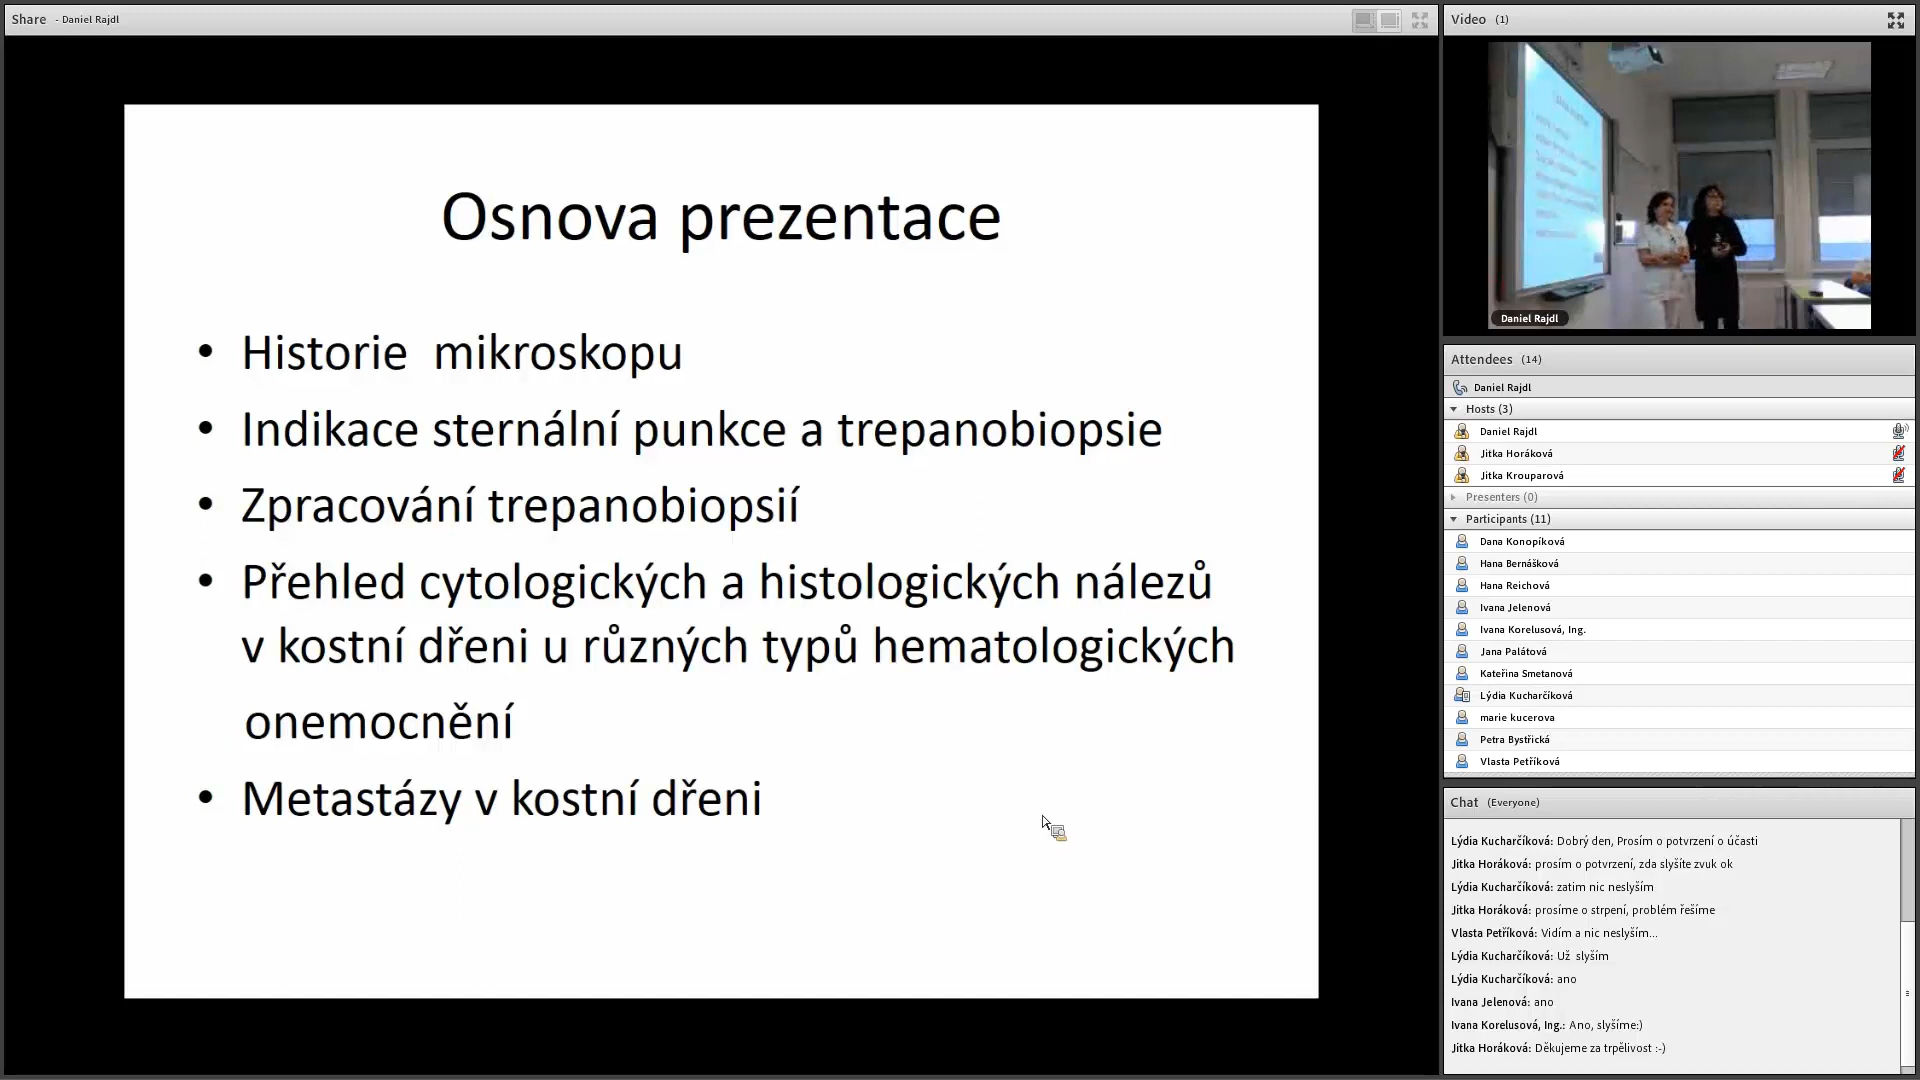 Share - Daniel Rajdl
Osnova prezentace
• Historie mikroskopu
• Indikace sternální punkce a trepanobiopsie
• Zpracování trepanobiopsií
• Přehled cytologických a histologických nálezů
v kostní dřeni u různých typů hematologických
onemocnění
• Metastázy v kostní dřeni
Video (1)
Daniel Rajdl
Attendees (14)
Daniel Rajdl
Hosts (3)
Daniel Rajdl
Jitka Horáková
Jitka Krouparová
Presenters (0)
Participants (11)
Dana Konopíková
Hana Bernášková
Hana Reichová
Ivana Jelenová
Ivana Korelusová, Ing.
Jana Palátová
Kateřina Smetanová
Lýdia Kucharčíková
marie kucerova
Petra Bystřická
Vlasta Petříková
Chat (Everyone)
Lýdia Kucharčíková: Dobrý den, Prosím o potvrzení o účasti
Jitka Horáková: prosím o potvrzení, zda slyšíte zvuk ok
Lýdia Kucharčíková: zatim nic neslyším
Jitka Horáková: prosíme o strpení, problém řešíme
Vlasta Petříková: Vidím a nic neslyším...
Lýdia Kucharčíková: Už slyším
Lýdia Kucharčíková: ano
Ivana Jelenová: ano
Ivana Korelusová, Ing.: Ano, slyšíme:)
Jitka Horáková: Děkujeme za trpělivost :-)